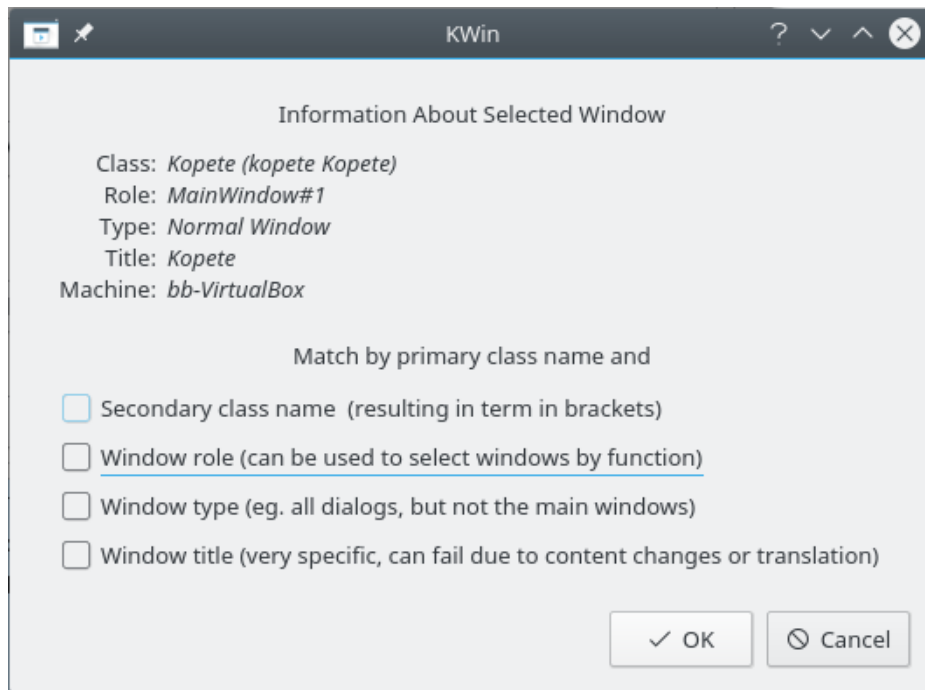 KWin
Information About Selected Window
Class: Kopete (kopete Kopete)
Role: MainWindow#1
Type: Normal Window
Title: Kopete
Machine: bb-VirtualBox
Match by primary class name and
Secondary class name (resulting in term in brackets)
Window role (can be used to select windows by function)
Window type (eg. all dialogs, but not the main windows)
Window title (very specific, can fail due to content changes or translation)
OK Cancel